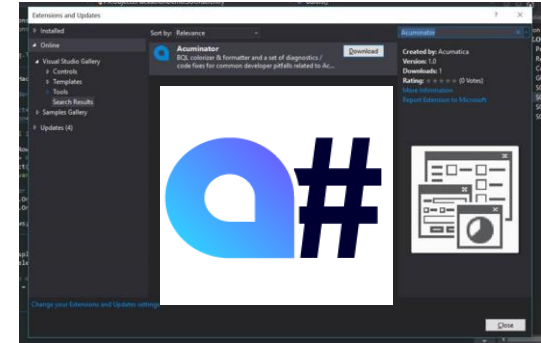 Extensions and Updates
? ×
Installed
Sort by: Relevance
Acuminator
Online
Visual Studio Gallery
Controls
Templates
Tools
Search Results
Samples Gallery
Updates (4)
Acuminator
Download
BQL colorizer & formatter and a set of diagnostics /
code fixes for common developer pitfalls related to Ac...
Created by: Acumatica
Version: 1.0
Downloads: 1
Rating: ★★★★★ (0 Votes)
More Information
Report Extension to Microsoft
a#
Change your Extensions and Updates settings
Close